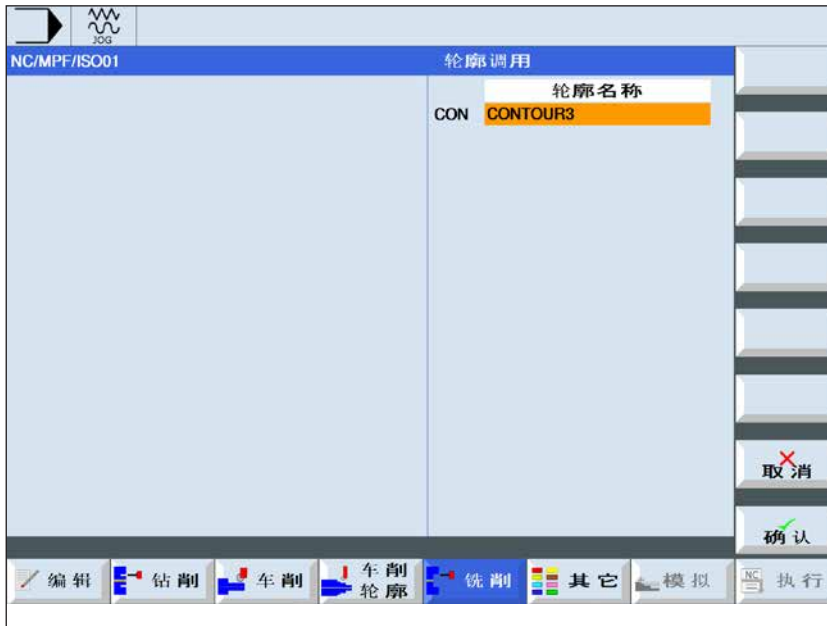 JOG
NC/MPF/ISO01
轮廓调用
轮廓名称
CON CONTOUR3
取消
确认
编辑
钻削
车削
车削
轮廓
铣削
其它
模拟
NC
执行